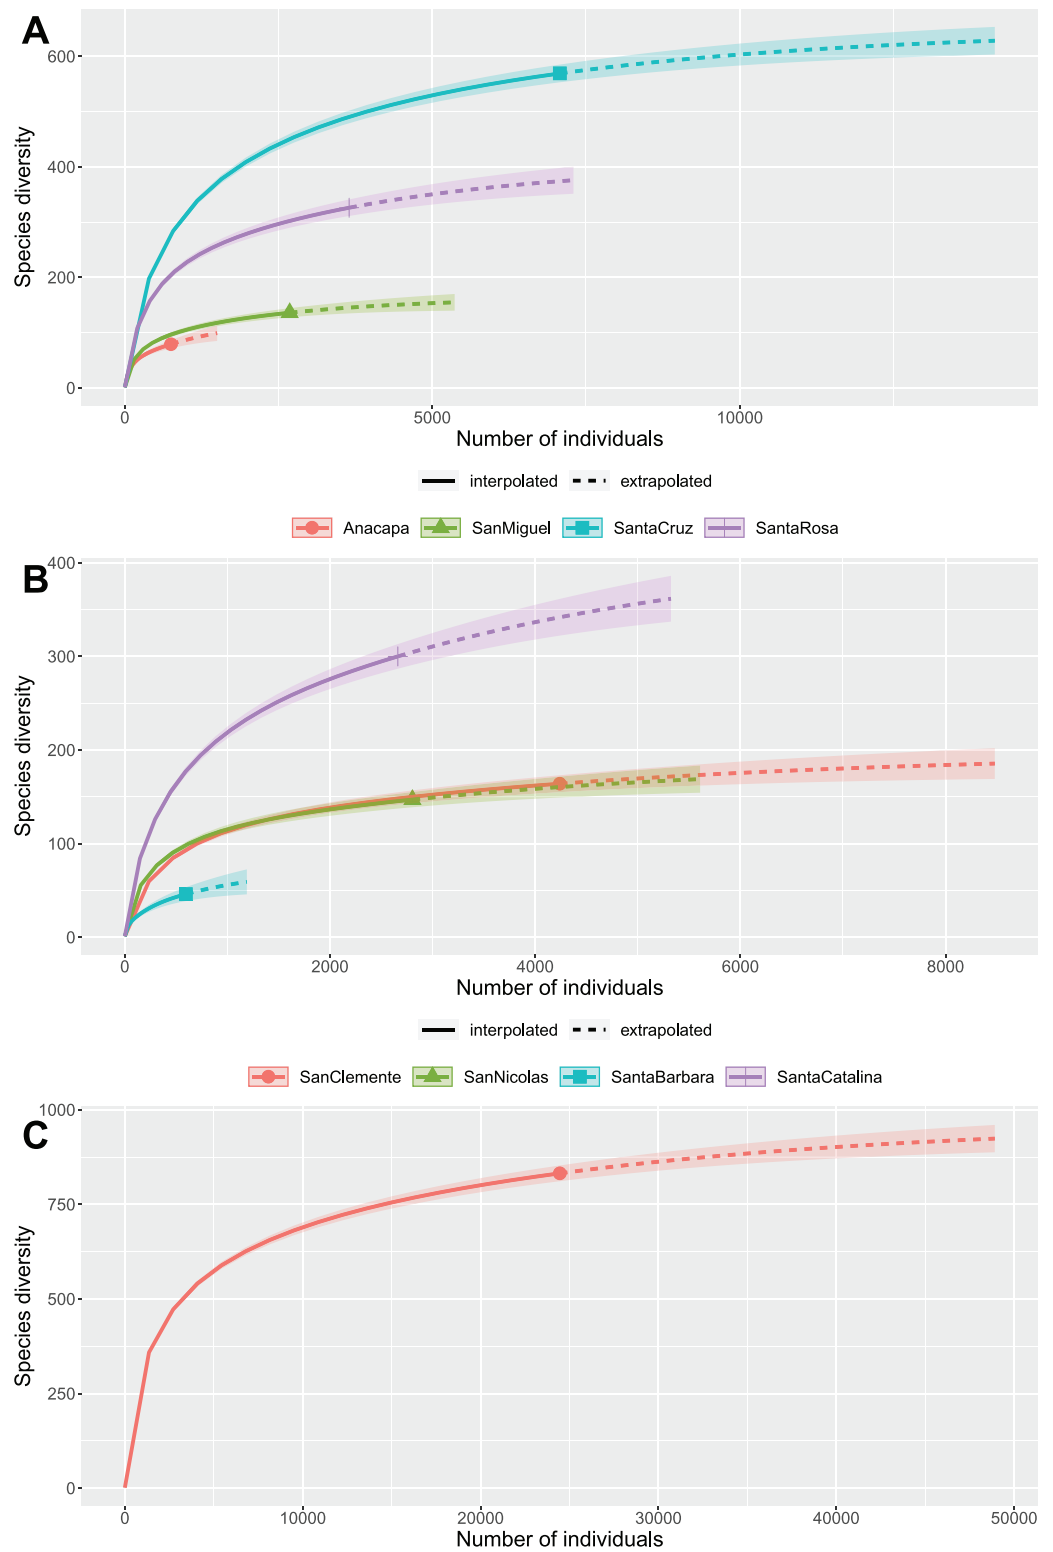 A
600
400
200
0
Species diversity
0 5000 10000
Number of individuals
interpolated extrapolated
Anacapa SanMiguel SantaCruz SantaRosa
B
400
300
200
100
0
Species diversity
0 2000 4000 6000 8000
Number of individuals
interpolated extrapolated
SanClemente SanNicolas SantaBarbara SantaCatalina
C
1000
750
500
250
0
Species diversity
0 10000 20000 30000 40000 50000
Number of individuals